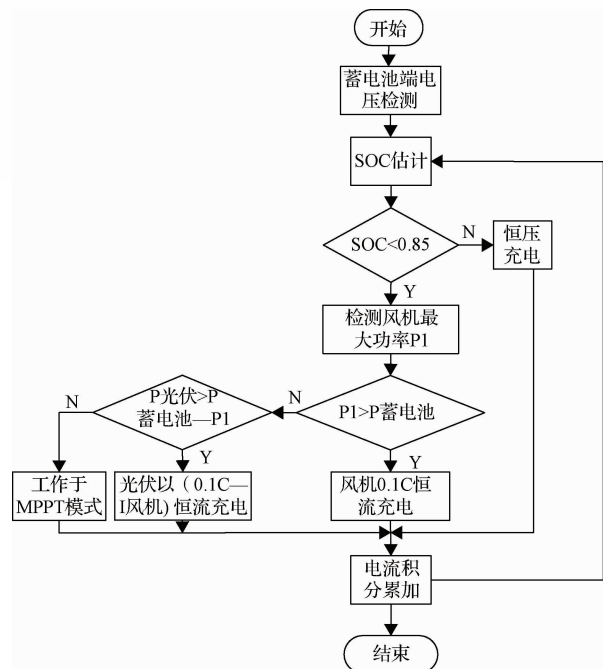 开始
蓄电池端电
压检测
SOC估计
SOC<0.85
N
恒压
充电
Y
检测风机最
大功率P1
P光伏>P
蓄电池—P1
N
N
P1>P蓄电池
Y
Y
工作于
MPPT模式
光伏以（0.1C—
I风机）恒流充电
风机0.1C恒
流充电
电流积
分累加
结束